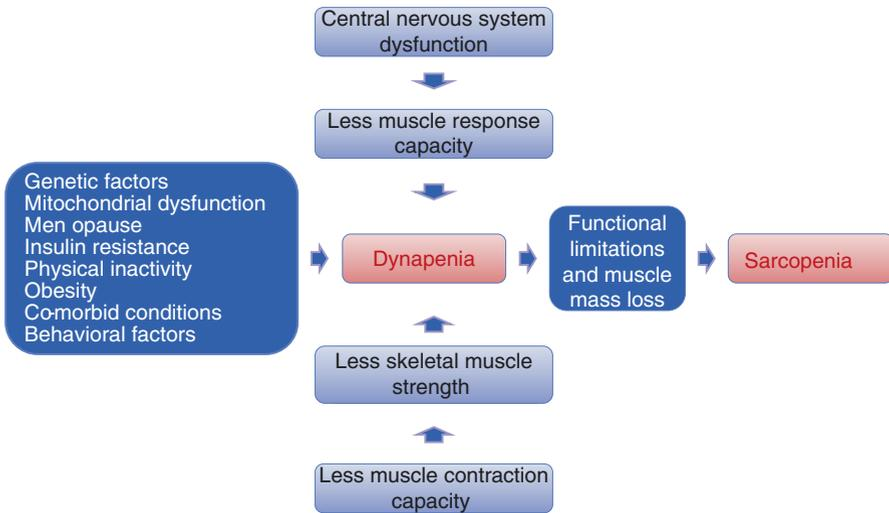 Central nervous system
dysfunction
Less muscle response
capacity
Genetic factors
Mitochondrial dysfunction
Men opause
Insulin resistance
Physical inactivity
Obesity
Co-morbid conditions
Behavioral factors
Dynapenia
Functional
limitations
and muscle
mass loss
Sarcopenia
Less skeletal muscle
strength
Less muscle contraction
capacity